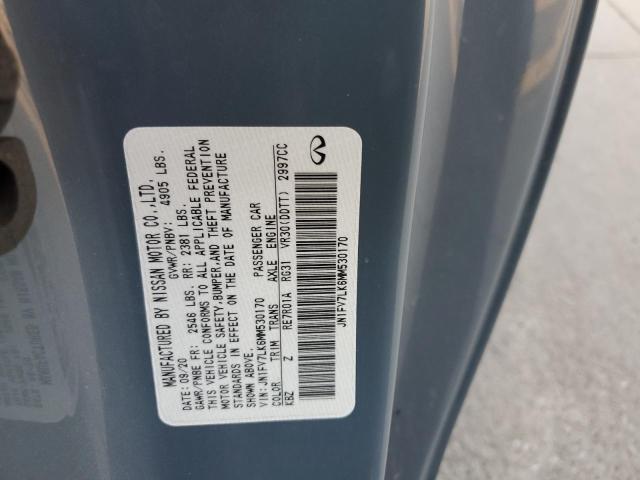 MANUFACTURED BY NISSAN MOTOR CO.,LTD.
DATE: 09/20 GVWR/PNBV: 4905 LBS.
GAWR/PNBE FR: 2546 LBS. RR: 2381 LBS.
THIS VEHICLE CONFORMS TO ALL APPLICABLE FEDERAL
MOTOR VEHICLE SAFETY,BUMPER,AND THEFT PREVENTION
STANDARDS IN EFFECT ON THE DATE OF MANUFACTURE
SHOWN ABOVE.
VIN: JN1FV7LK6MM530170 PASSENGER CAR
COLOR TRIM TRANS AXLE ENGINE
KBZ Z RE7R01A RG31 VR30(DDTT) 2997CC
JN1FV7LK6MM530170